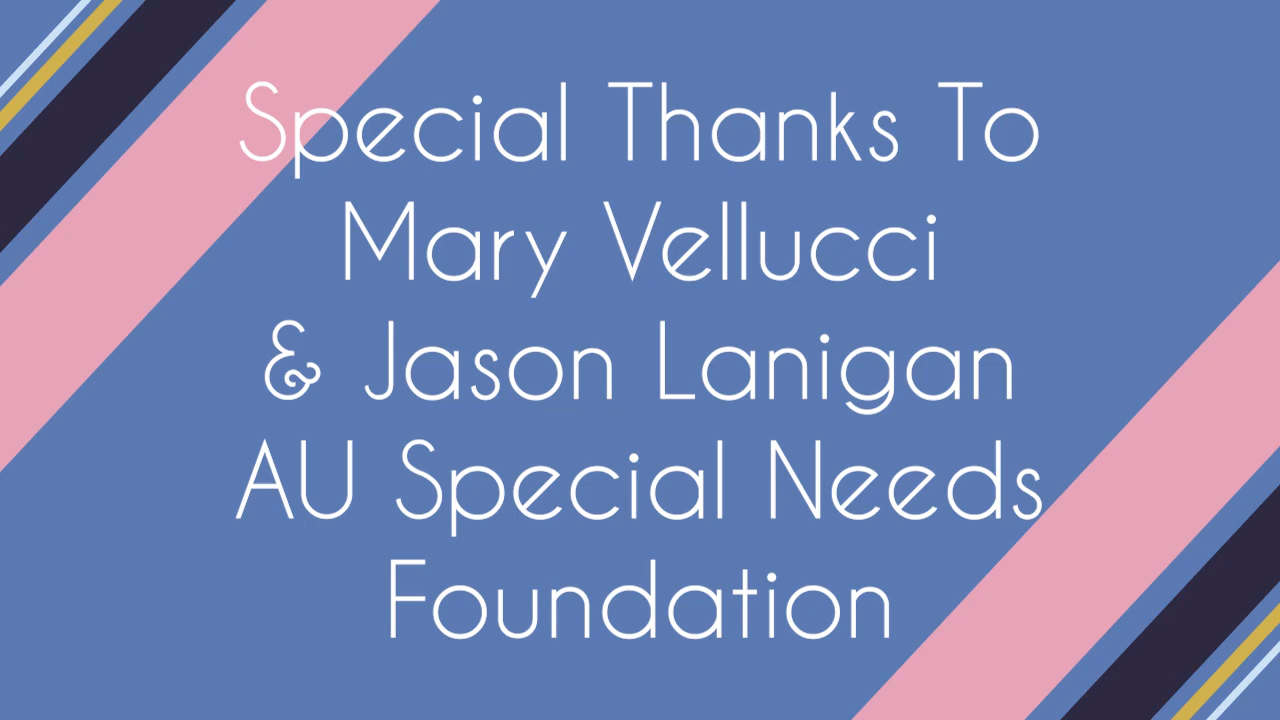 Special Thanks To
Mary Vellucci
& Jason Lanigan
AU Special Needs
Foundation